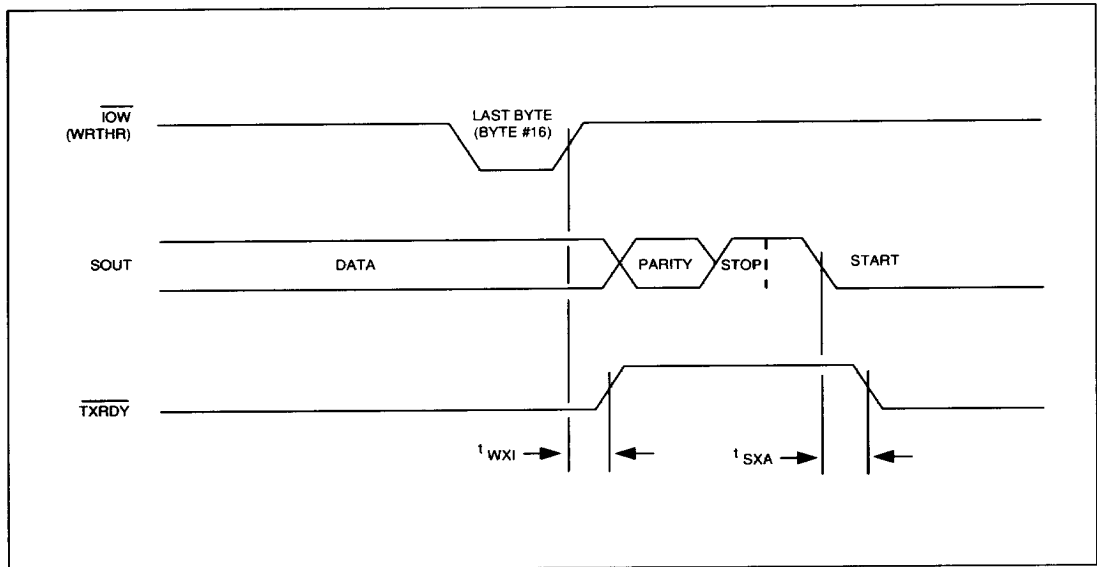 IOW
(WRTHR)
LAST BYTE
(BYTE #16)
SOUT
DATA
PARITY
STOP
START
TXRDY
t WXI
t SXA